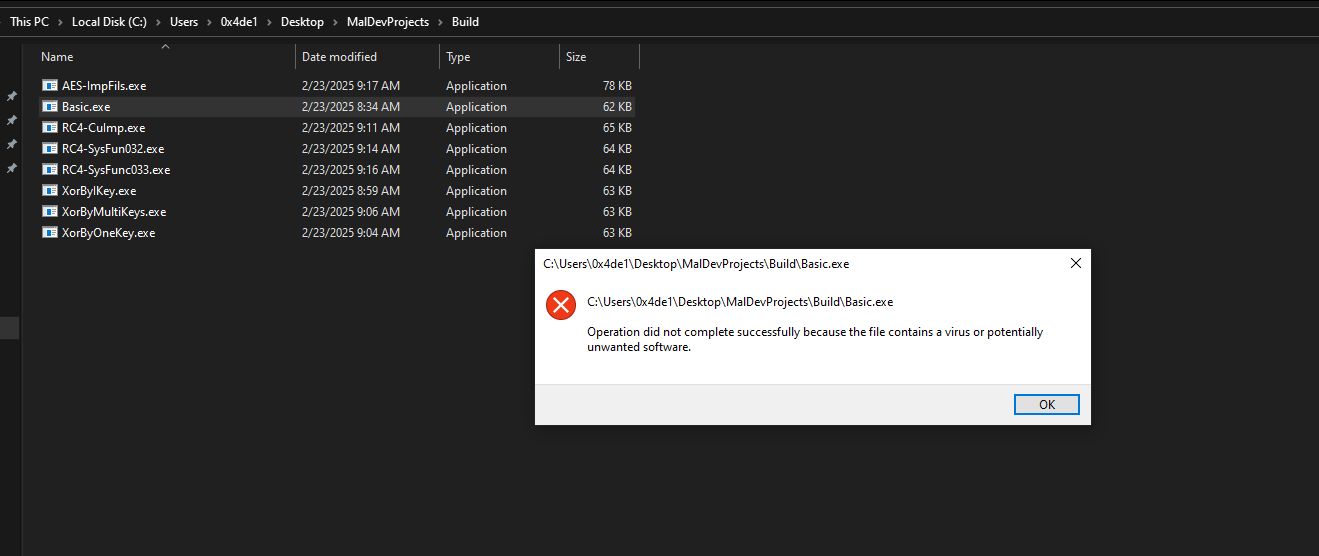 This PC > Local Disk (C:) > Users > 0x4de1 > Desktop > MalDevProjects > Build
Name Date modified Type Size
AES-ImpFils.exe 2/23/2025 9:17 AM Application 78 KB
Basic.exe 2/23/2025 8:34 AM Application 62 KB
RC4-CuImp.exe 2/23/2025 9:11 AM Application 65 KB
RC4-SysFun032.exe 2/23/2025 9:14 AM Application 64 KB
RC4-SysFunc033.exe 2/23/2025 9:16 AM Application 64 KB
XorByIKey.exe 2/23/2025 8:59 AM Application 63 KB
XorByMultiKeys.exe 2/23/2025 9:06 AM Application 63 KB
XorByOneKey.exe 2/23/2025 9:04 AM Application 63 KB
C:\Users\0x4de1\Desktop\MalDevProjects\Build\Basic.exe
C:\Users\0x4de1\Desktop\MalDevProjects\Build\Basic.exe
Operation did not complete successfully because the file contains a virus or potentially
unwanted software.
OK